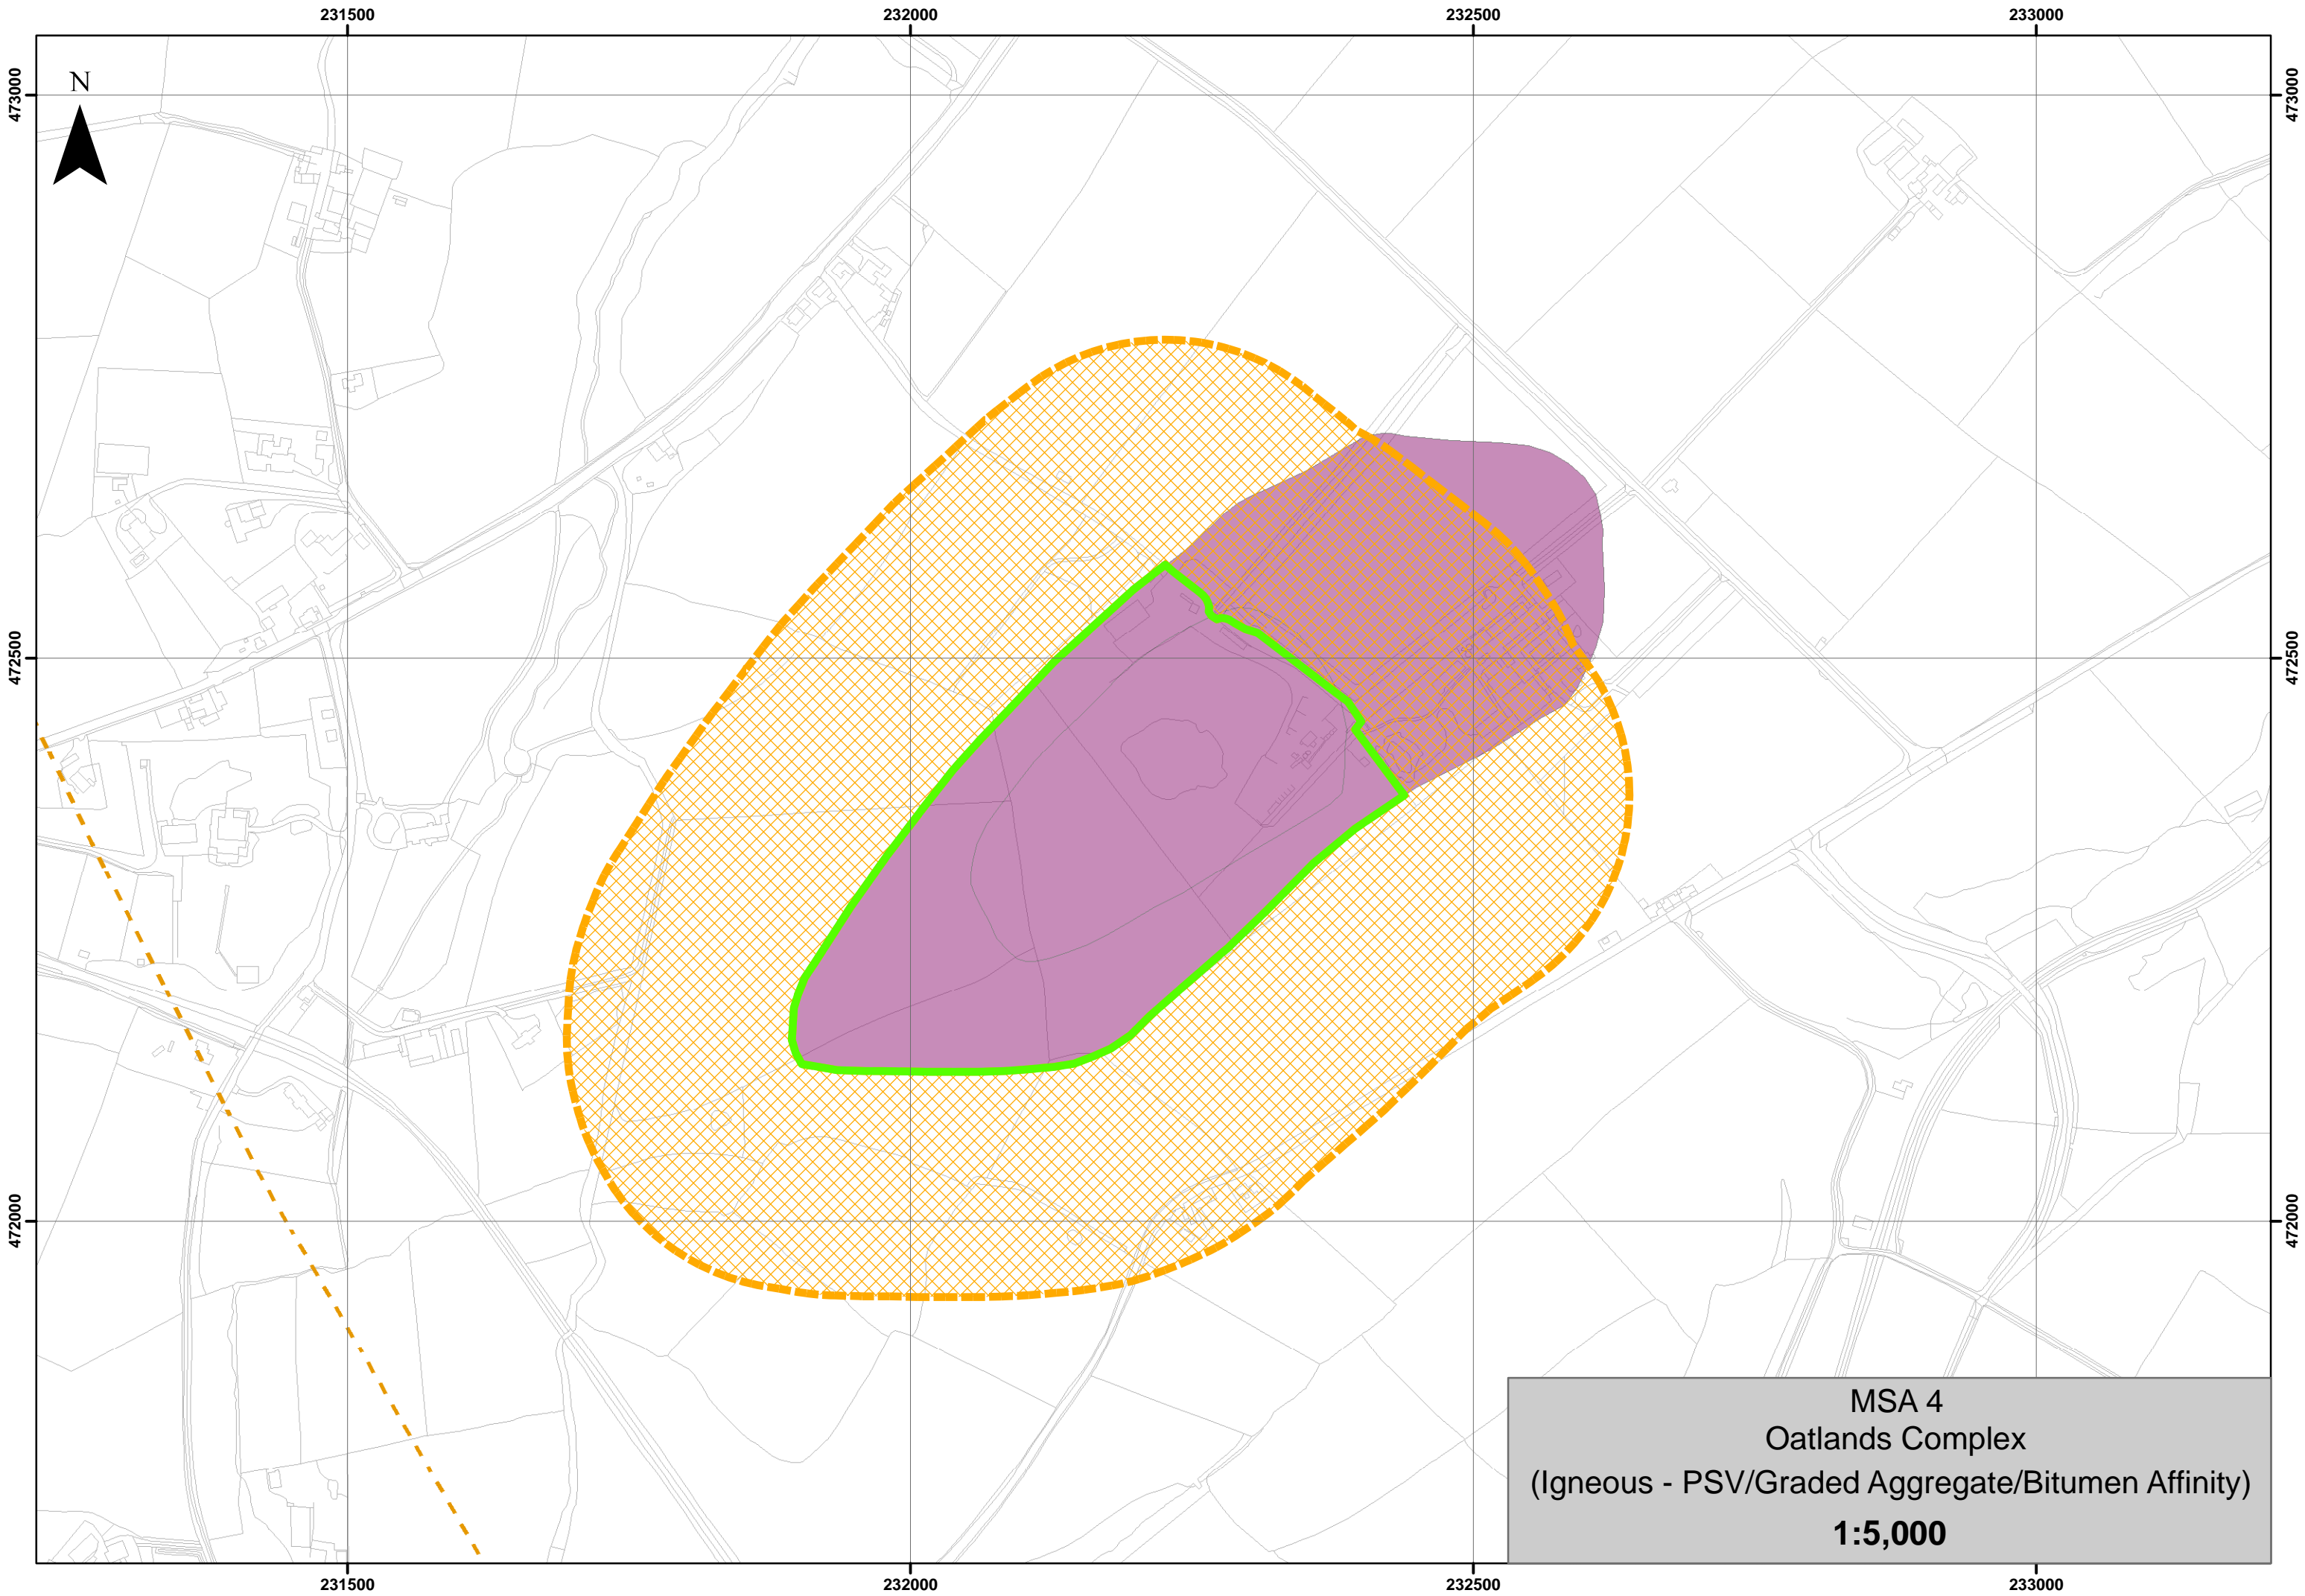 231500 232000 232500 233000
473000 473000
N
472500 472500
472000 472000
MSA 4
Oatlands Complex
(Igneous - PSV/Graded Aggregate/Bitumen Affinity)
1:5,000
231500 232000 232500 233000